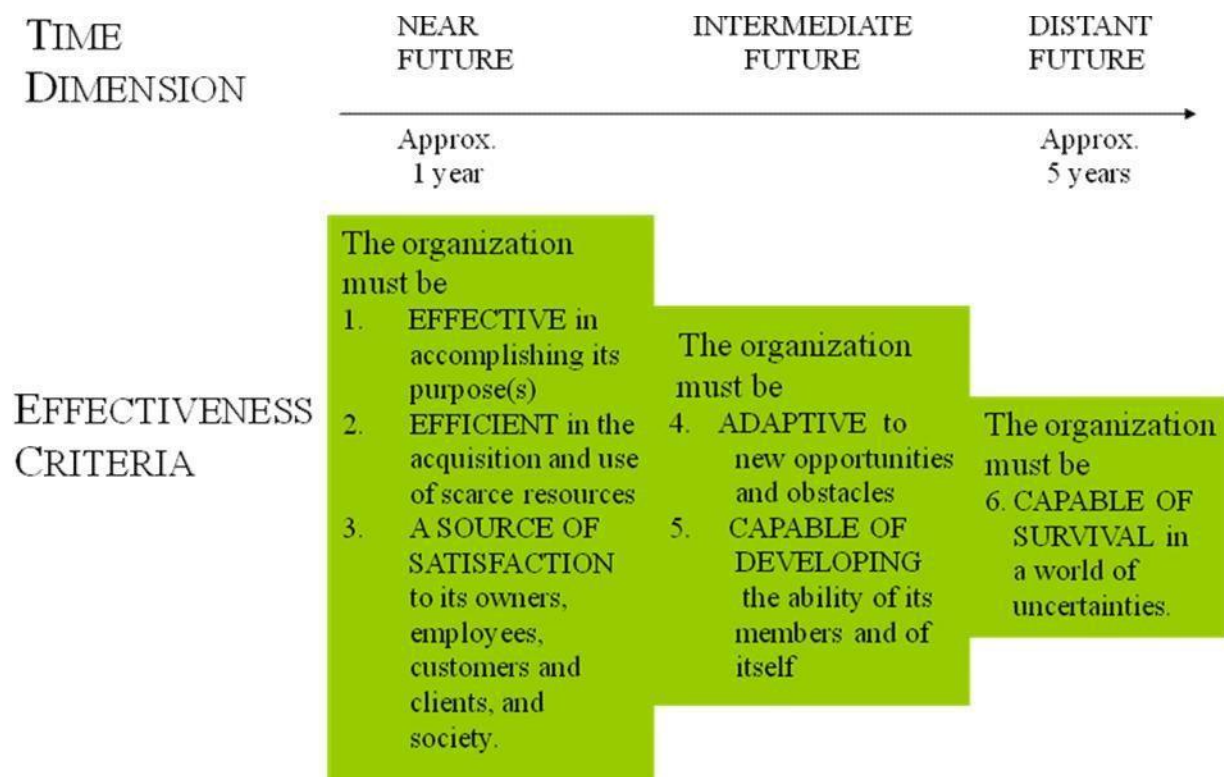 TIME
DIMENSION
NEAR
FUTURE
INTERMEDIATE
FUTURE
DISTANT
FUTURE
Approx.
1 year
Approx.
5 years
EFFECTIVENESS
CRITERIA
The organization
must be
1. EFFECTIVE in
accomplishing its
purpose(s)
2. EFFICIENT in the
acquisition and use
of scarce resources
3. A SOURCE OF
SATISFACTION
to its owners,
employees,
customers and
clients, and
society.
The organization
must be
4. ADAPTIVE to
new opportunities
and obstacles
5. CAPABLE OF
DEVELOPING
the ability of its
members and of
itself
The organization
must be
6. CAPABLE OF
SURVIVAL in
a world of
uncertainties.